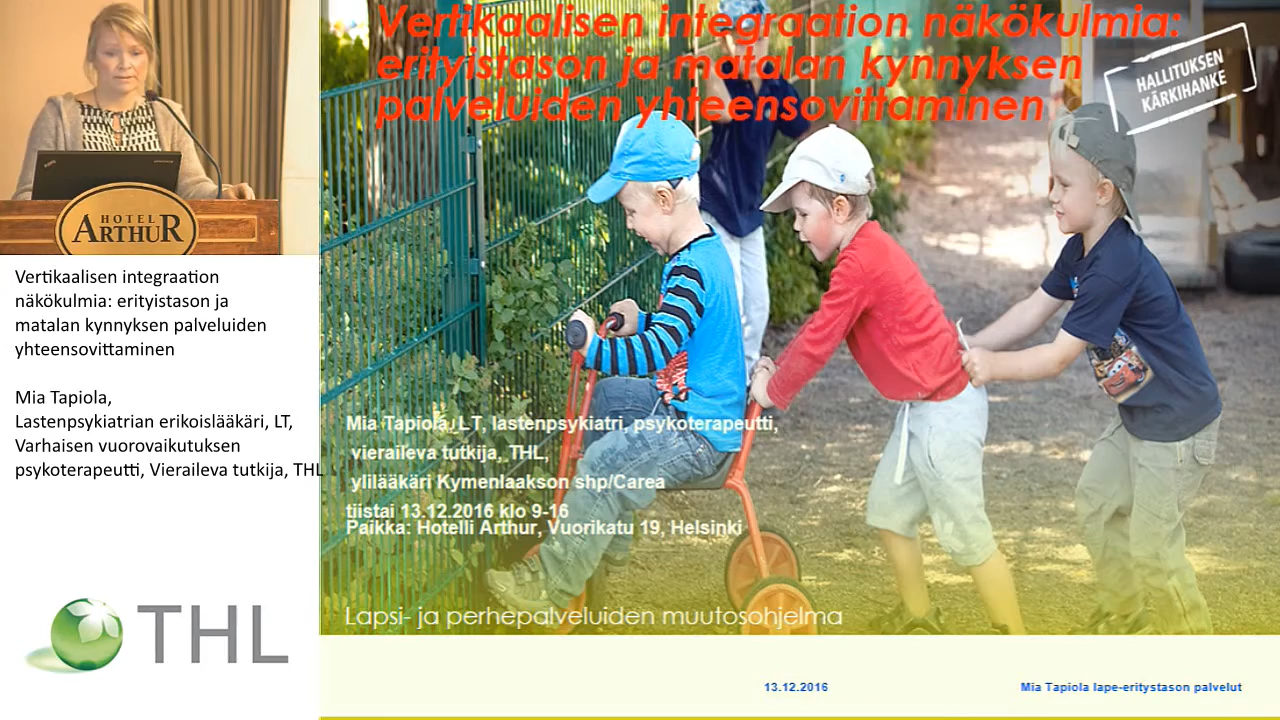 HOTEL
ARTHUR
Vertikaalisen integraation
näkökulmia: erityistason ja
matalan kynnyksen palveluiden
yhteensovittaminen
Mia Tapiola,
Lastenpsykiatrian erikoislääkäri, LT,
Varhaisen vuorovaikutuksen
psykoterapeutti, Vieraileva tutkija, THL
THL
Vertikaalisen integraation näkökulmia:
erityistason ja matalan kynnyksen
palveluiden yhteensovittaminen
HALLITUKSEN
KÄRKIHANKE
Mia Tapiola, LT, lastenpsykiatri, psykoterapeutti,
vieraileva tutkija, THL,
ylilääkäri Kymenlaakson shp/Carea
tiistai 13.12.2016 klo 9-16
Paikka: Hotelli Arthur, Vuorikatu 19, Helsinki
Lapsi- ja perhepalveluiden muutosohjelma
13.12.2016
Mia Tapiola lape-eritystason palvelut